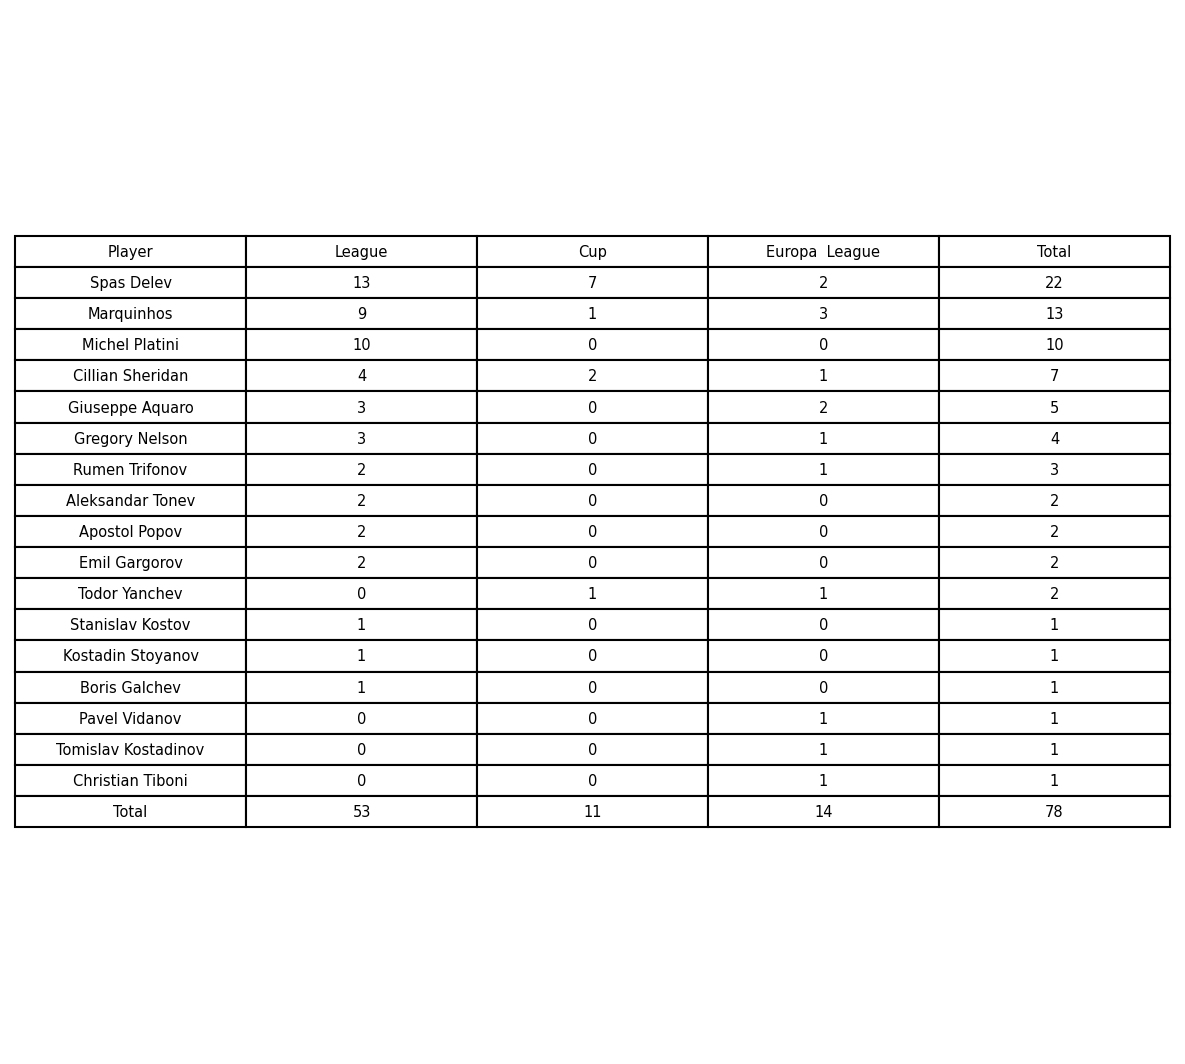 Player League Cup Europa  League Total
Spas Delev 13 7 2 22
Marquinhos 9 1 3 13
Michel Platini 10 0 0 10
Cillian Sheridan 4 2 1 7
Giuseppe Aquaro 3 0 2 5
Gregory Nelson 3 0 1 4
Rumen Trifonov 2 0 1 3
Aleksandar Tonev 2 0 0 2
Apostol Popov 2 0 0 2
Emil Gargorov 2 0 0 2
Todor Yanchev 0 1 1 2
Stanislav Kostov 1 0 0 1
Kostadin Stoyanov 1 0 0 1
Boris Galchev 1 0 0 1
Pavel Vidanov 0 0 1 1
Tomislav Kostadinov 0 0 1 1
Christian Tiboni 0 0 1 1
Total 53 11 14 78